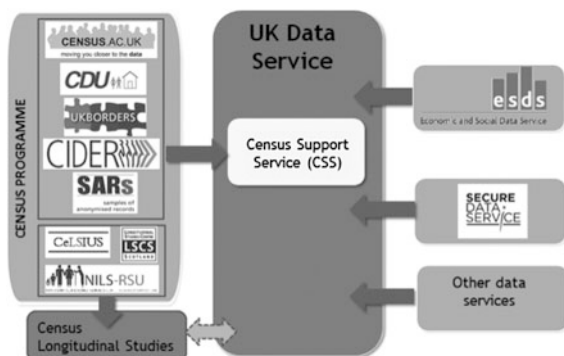 CENSUS PROGRAMME
CENSUS.AC.UK
moving you closer to the data
CDU
UKBORDERS
CIDER
SARs
samples of
anonymised records
CeLSIUS
LSCS
SCOTLAND
NILS-RSU
Census
Longitudinal Studies
UK Data
Service
Census Support
Service (CSS)
esds
Economic and Social Data Service
SECURE
DATA
SERVICE
Other data
services